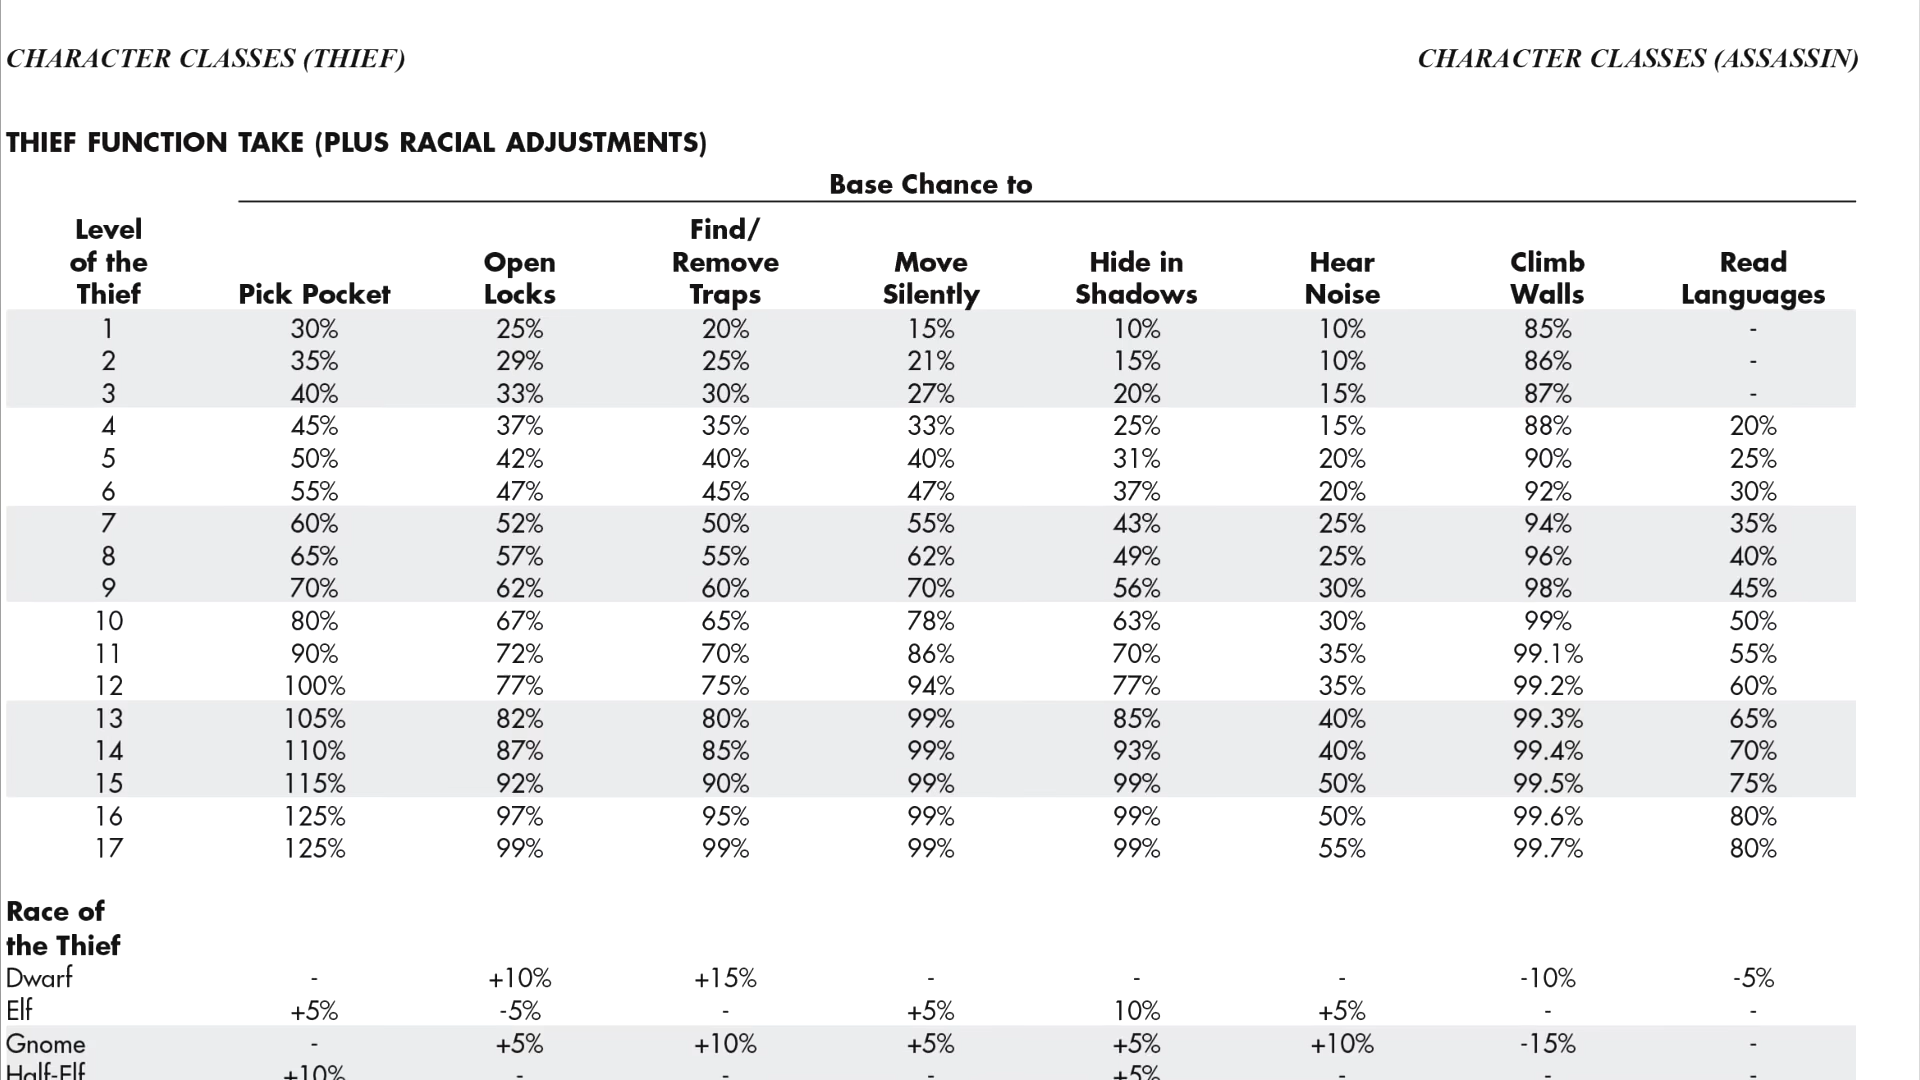 CHARACTER CLASSES (THIEF) CHARACTER CLASSES (ASSASSIN)
THIEF FUNCTION TAKE (PLUS RACIAL ADJUSTMENTS)
Base Chance to
Level of the Thief Pick Pocket Open Locks Find/ Remove Traps Move Silently Hide in Shadows Hear Noise Climb Walls Read Languages
1 30% 25% 20% 15% 10% 10% 85% -
2 35% 29% 25% 21% 15% 10% 86% -
3 40% 33% 30% 27% 20% 15% 87% -
4 45% 37% 35% 33% 25% 15% 88% 20%
5 50% 42% 40% 40% 31% 20% 90% 25%
6 55% 47% 45% 47% 37% 20% 92% 30%
7 60% 52% 50% 55% 43% 25% 94% 35%
8 65% 57% 55% 62% 49% 25% 96% 40%
9 70% 62% 60% 70% 56% 30% 98% 45%
10 80% 67% 65% 78% 63% 30% 99% 50%
11 90% 72% 70% 86% 70% 35% 99.1% 55%
12 100% 77% 75% 94% 77% 35% 99.2% 60%
13 105% 82% 80% 99% 85% 40% 99.3% 65%
14 110% 87% 85% 99% 93% 40% 99.4% 70%
15 115% 92% 90% 99% 99% 50% 99.5% 75%
16 125% 97% 95% 99% 99% 50% 99.6% 80%
17 125% 99% 99% 99% 99% 55% 99.7% 80%
Race of
the Thief
Dwarf - +10% +15% - - - -10% -5%
Elf +5% -5% - +5% 10% +5% - -
Gnome - +5% +10% +5% +5% +10% -15% -
Half-Elf +10% - - - +5% - - -